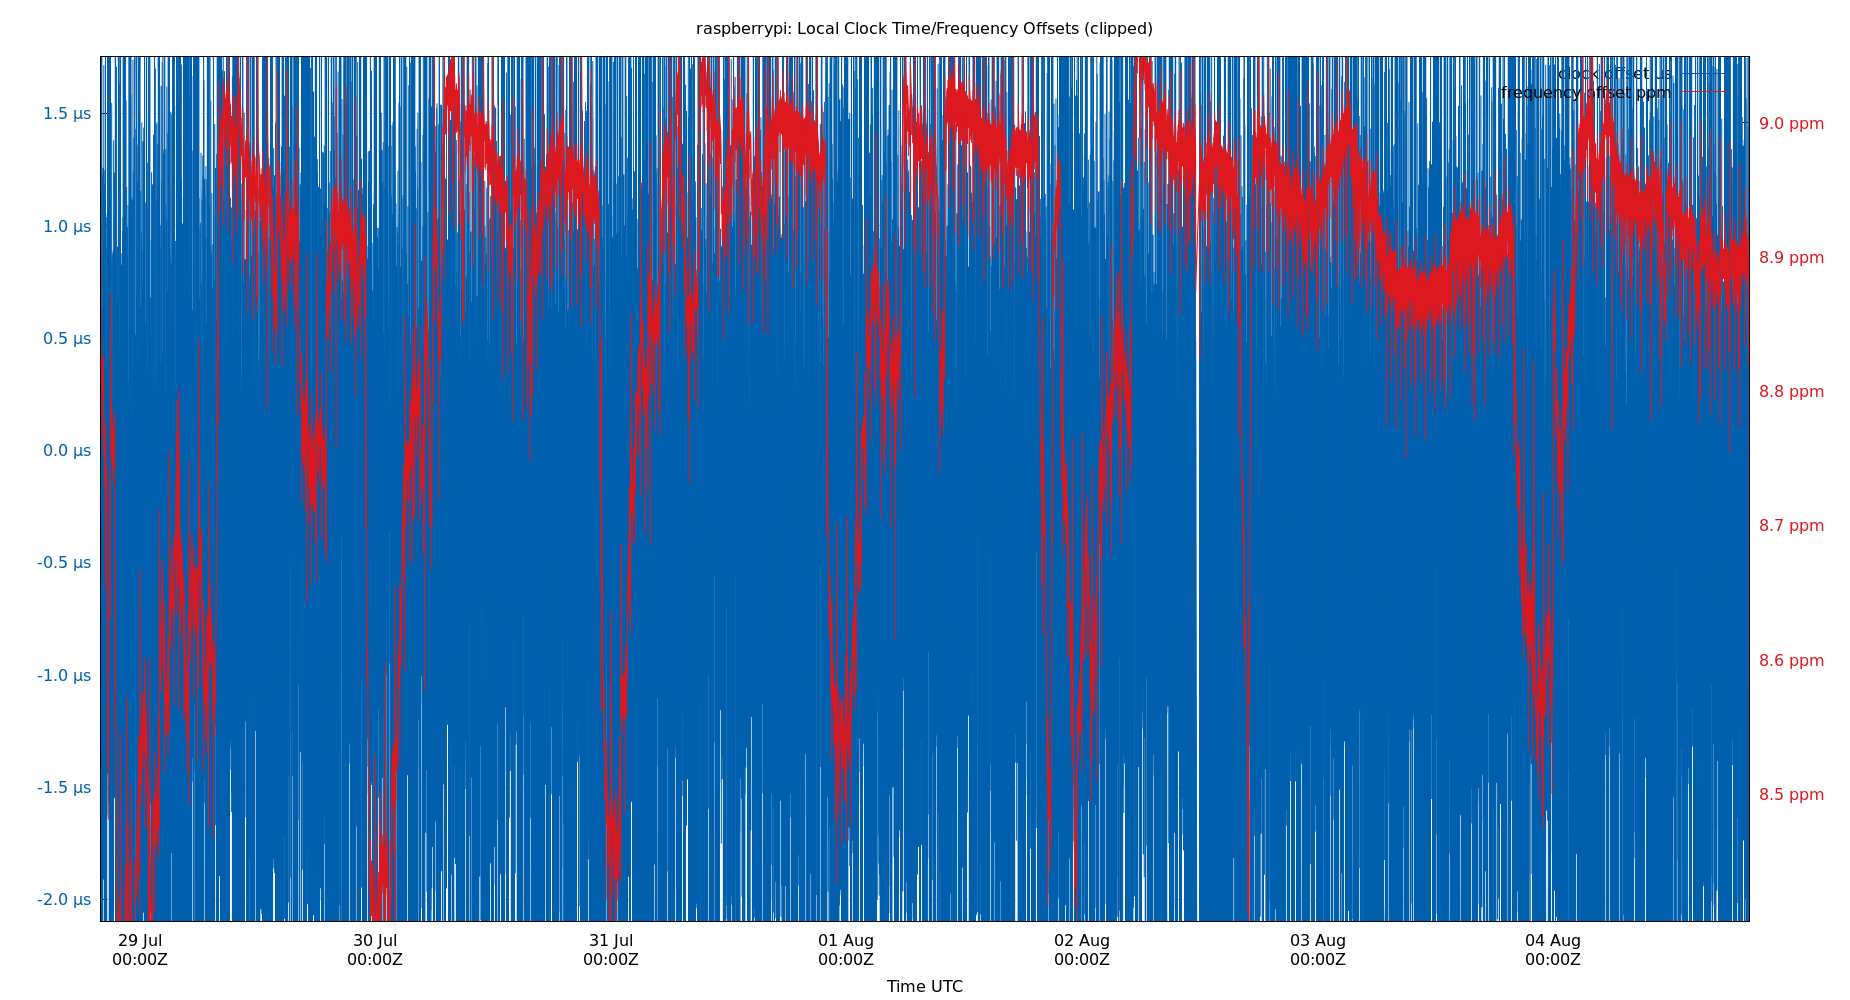 raspberrypi: Local Clock Time/Frequency Offsets (clipped)
clock offset us
frequency offset ppm
1.5 µs
1.0 µs
0.5 µs
0.0 µs
-0.5 µs
-1.0 µs
-1.5 µs
-2.0 µs
9.0 ppm
8.9 ppm
8.8 ppm
8.7 ppm
8.6 ppm
8.5 ppm
29 Jul 30 Jul 31 Jul 01 Aug 02 Aug 03 Aug 04 Aug
00:00Z 00:00Z 00:00Z 00:00Z 00:00Z 00:00Z 00:00Z
Time UTC